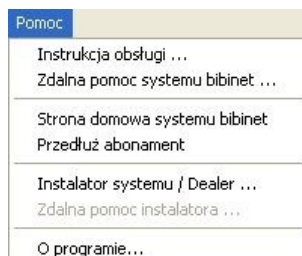 Pomoc
Instrukcja obsługi ...
Zdalna pomoc systemu bibinet ...
Strona domowa systemu bibinet
Przedłuż abonament
Instalator systemu / Dealer ...
Zdalna pomoc instalatora ...
O programie...